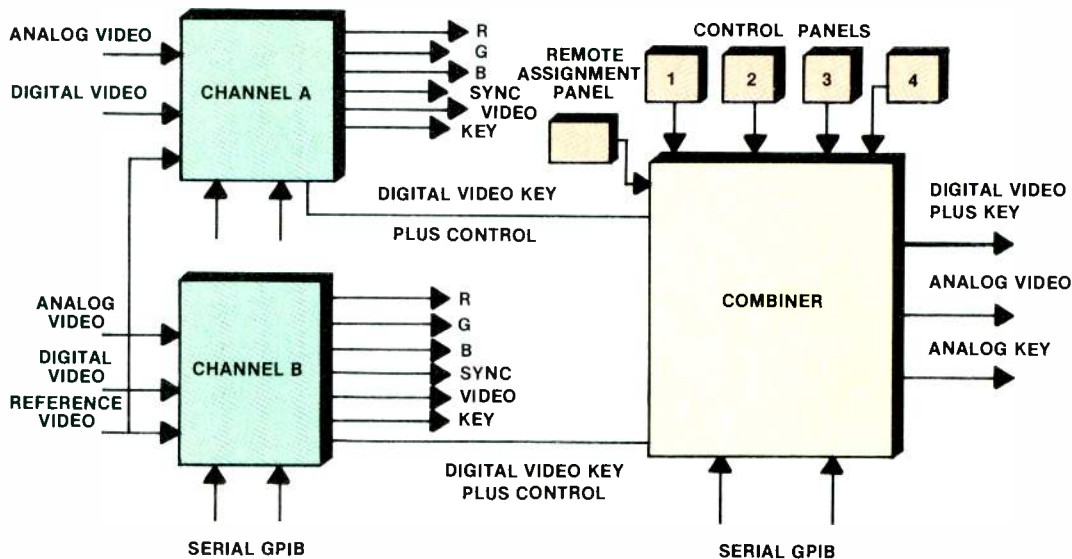 ANALOG VIDEO
DIGITAL VIDEO
CHANNEL A
R
G
B
SYNC
VIDEO
KEY
REMOTE
ASSIGNMENT
PANEL
CONTROL PANELS
1
2
3
4
DIGITAL VIDEO KEY
PLUS CONTROL
ANALOG
VIDEO
DIGITAL
VIDEO
REFERENCE
VIDEO
CHANNEL B
R
G
B
SYNC
VIDEO
KEY
DIGITAL VIDEO KEY
PLUS CONTROL
SERIAL GPIB
COMBINER
DIGITAL VIDEO
PLUS KEY
ANALOG VIDEO
ANALOG KEY
SERIAL GPIB